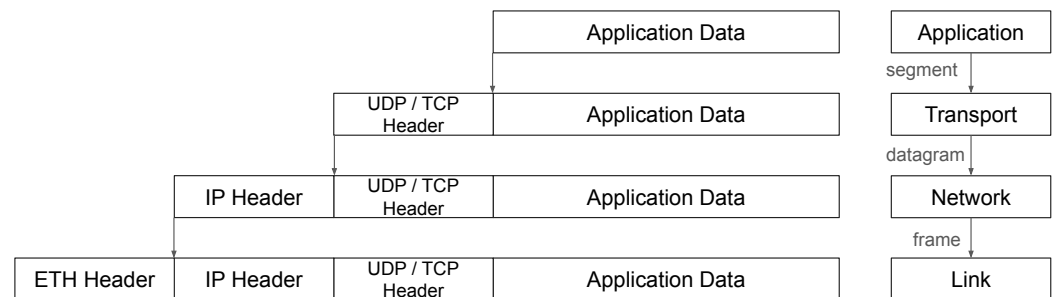 Application Data
Application
segment
UDP / TCP
Header
Application Data
Transport
datagram
IP Header
UDP / TCP
Header
Application Data
Network
frame
ETH Header
IP Header
UDP / TCP
Header
Application Data
Link